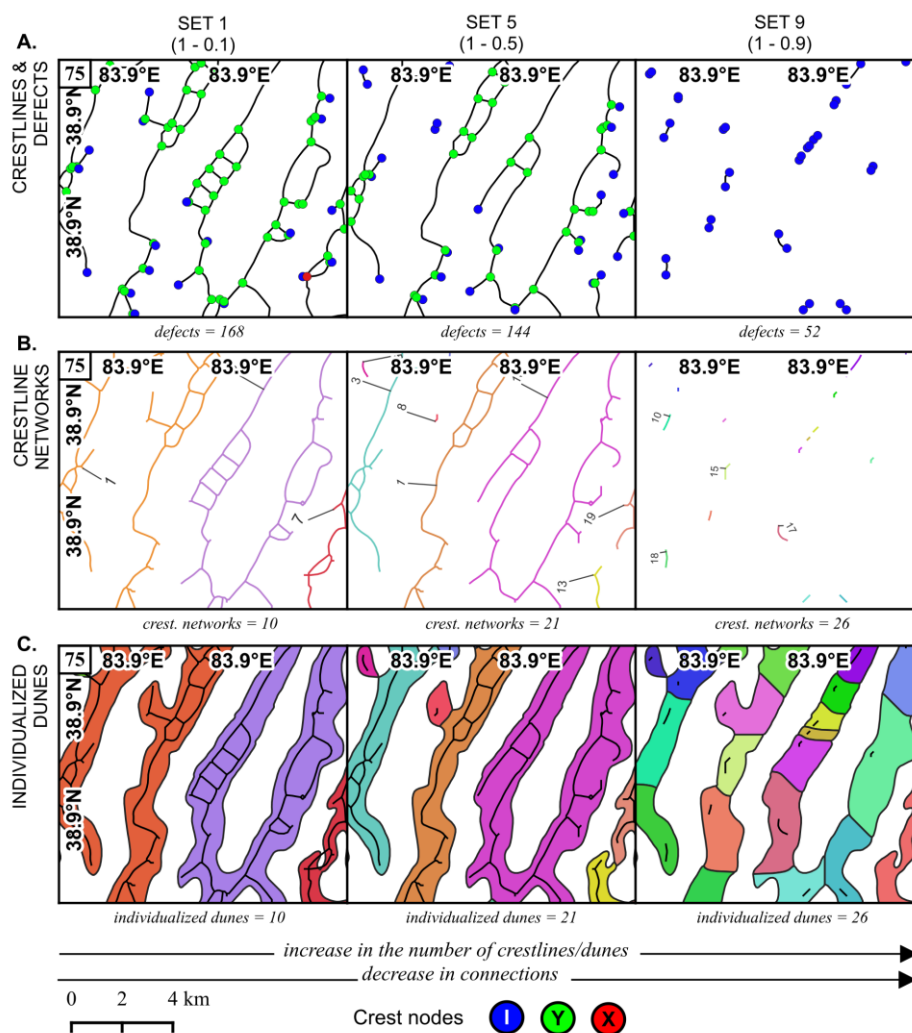 SET 1
(1 - 0.1)
SET 5
(1 - 0.5)
SET 9
(1 - 0.9)
A.
CRESTLINES &
DEFECTS
75
83.9°E
83.9°E
83.9°E
83.9°E
83.9°E
83.9°E
38.9°N
38.9°N
defects = 168
defects = 144
defects = 52
B.
CRESTLINE
NETWORKS
83.9°E
83.9°E
83.9°E
83.9°E
83.9°E
83.9°E
38.9°N
38.9°N
1
7
3
8
1
19
13
10
15
17
18
crest. networks = 10
crest. networks = 21
crest. networks = 26
C.
INDIVIDUALIZED
DUNES
75
83.9°E
83.9°E
83.9°E
83.9°E
83.9°E
83.9°E
38.9°N
38.9°N
individualized dunes = 10
individualized dunes = 21
individualized dunes = 26
increase in the number of crestlines/dunes
decrease in connections
0 2 4 km
Crest nodes I Y X